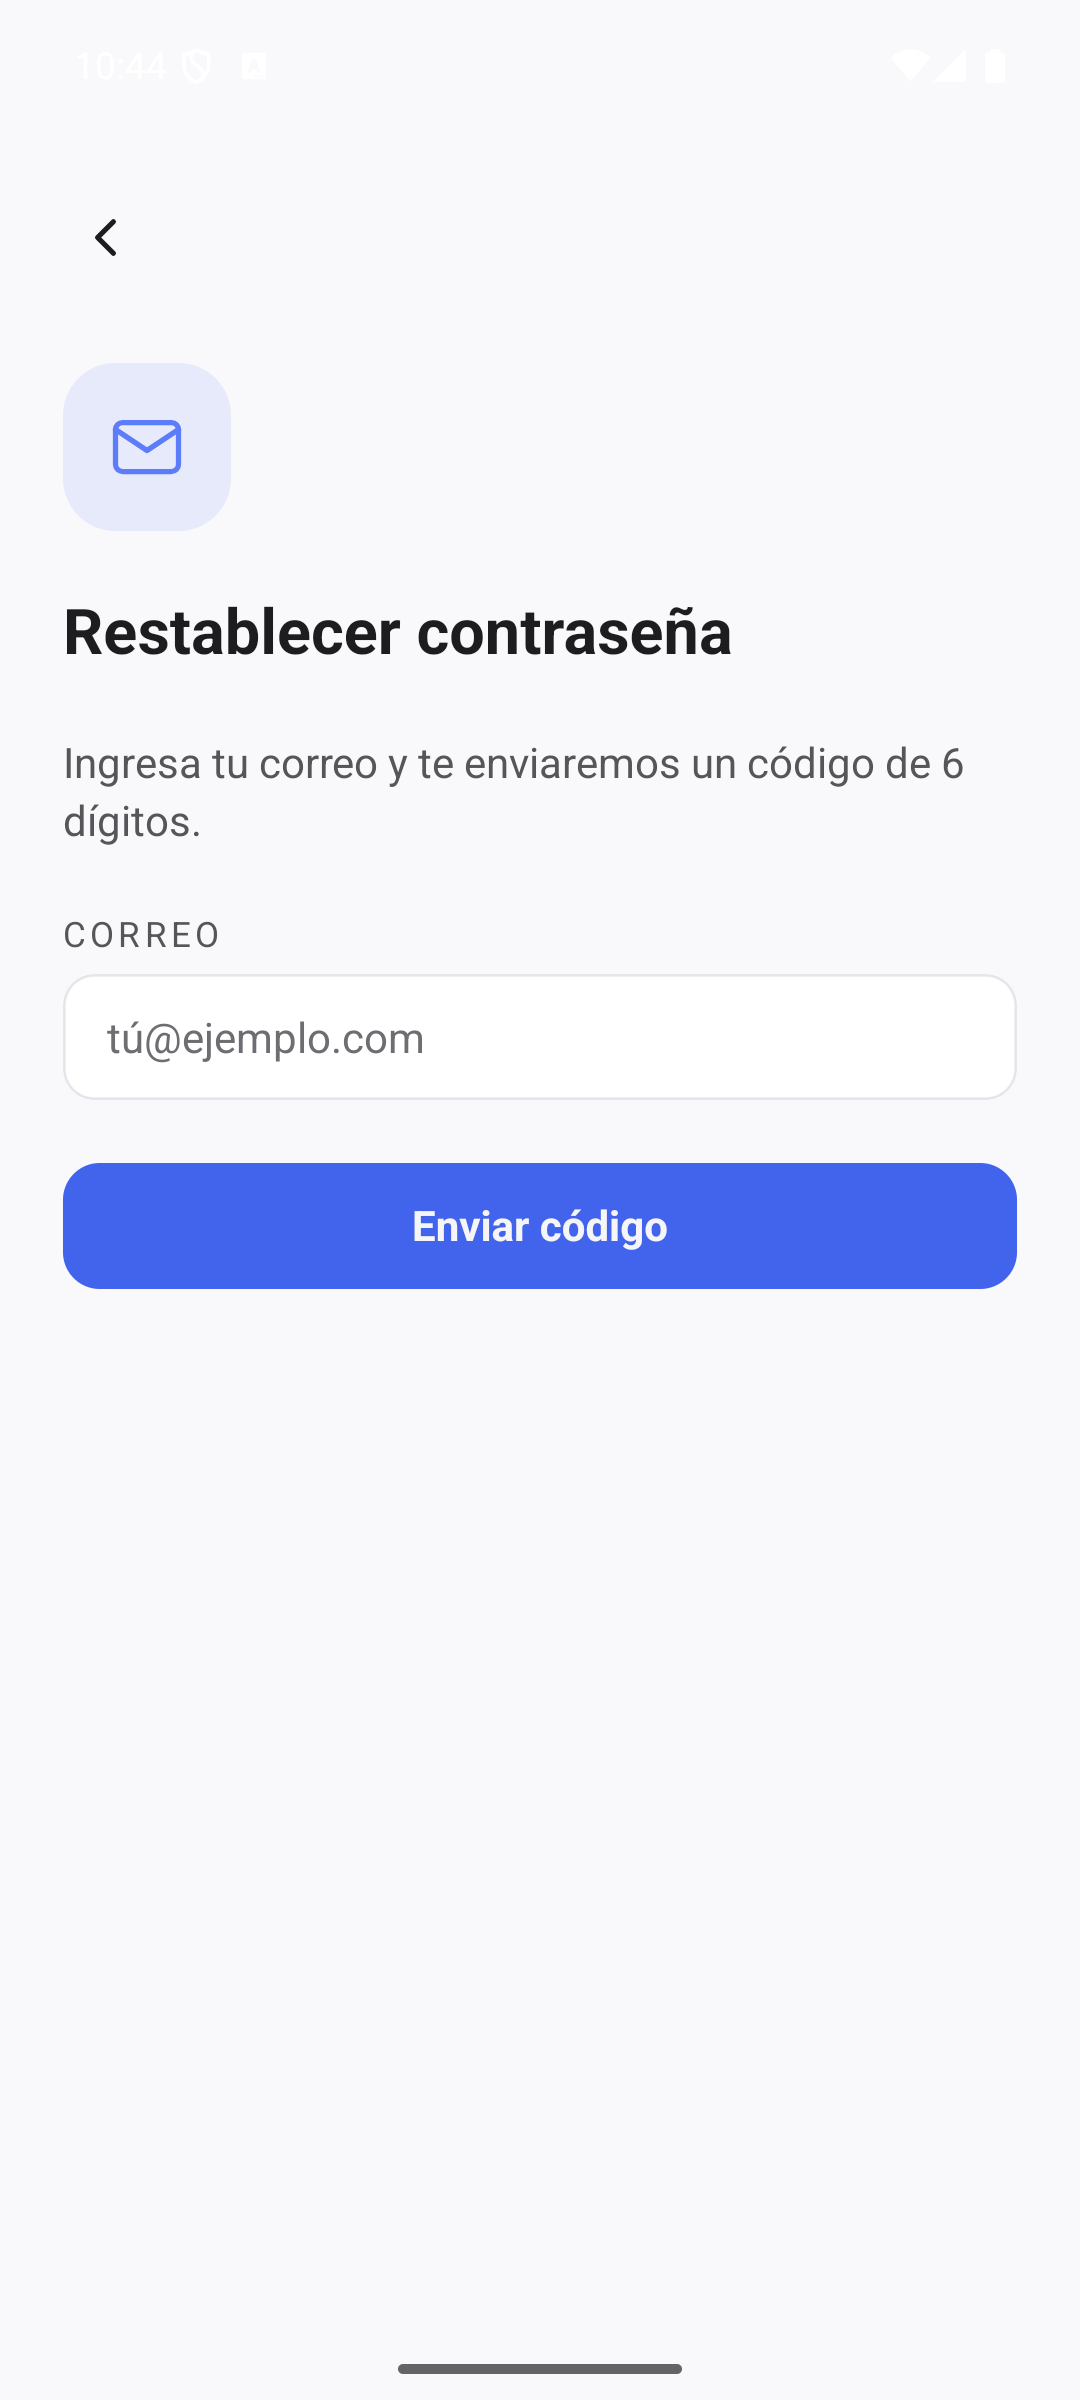 10:44
Restablecer contraseña
Ingresa tu correo y te enviaremos un código de 6
dígitos.
CORREO
tú@ejemplo.com
Enviar código